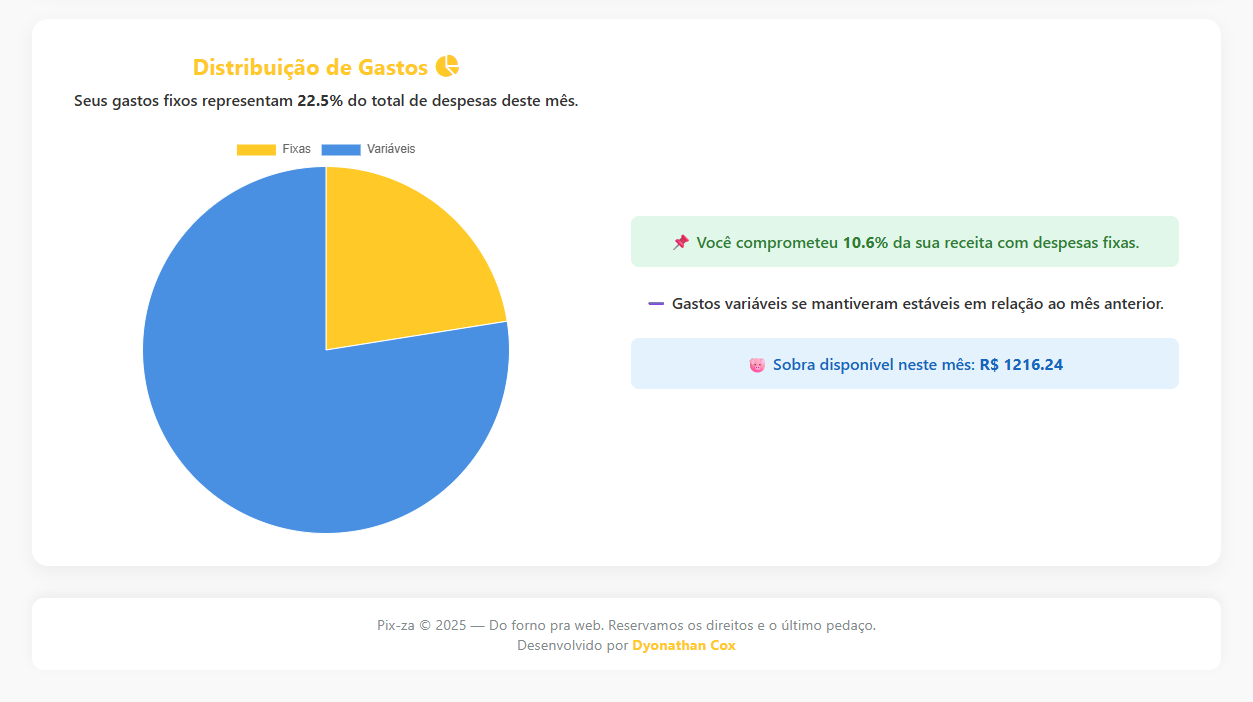 Distribuição de Gastos
Seus gastos fixos representam 22.5% do total de despesas deste mês.
Fixas
Variáveis
Você comprometeu 10.6% da sua receita com despesas fixas.
Gastos variáveis se mantiveram estáveis em relação ao mês anterior.
Sobra disponível neste mês: R$ 1216.24
Pix-za © 2025 — Do forno pra web. Reservamos os direitos e o último pedaço.
Desenvolvido por Dyonathan Cox